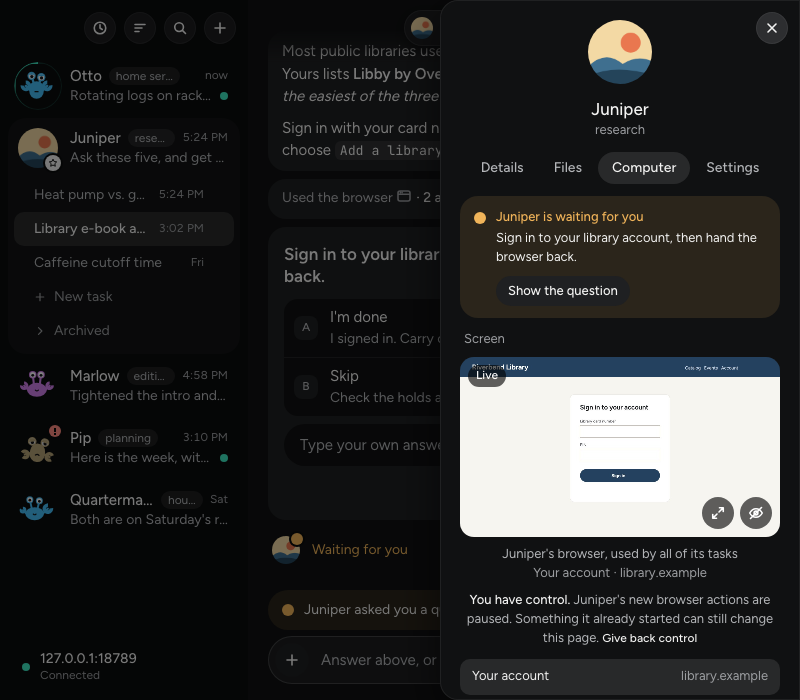 Otto
home ser...
now
Rotating logs on rack...
Juniper
rese...
5:24 PM
Ask these five, and get ...
Heat pump vs. g...
5:24 PM
Library e-book a...
3:02 PM
Caffeine cutoff time
Fri
+ New task
Archived
Marlow
editi...
4:58 PM
Tightened the intro and...
Pip
planning
3:10 PM
Here is the week, wit...
Quarterma...
hou...
Sat
Both are on Saturday's r...
127.0.0.1:18789
Connected
Most public libraries use
Yours lists Libby by Ove
the easiest of the three
Sign in with your card n
choose Add a library
Used the browser · 2 a
Sign in to your librar
back.
A
I'm done
I signed in. Carry o
B
Skip
Check the holds a
Type your own answe
Waiting for you
Juniper asked you a q
Answer above, or
Juniper
research
Details
Files
Computer
Settings
Juniper is waiting for you
Sign in to your library account, then hand the
browser back.
Show the question
Screen
Riverbend Library
Catalog Events Account
Live
Sign in to your account
Library card number
Sign in
Juniper's browser, used by all of its tasks
Your account · library.example
You have control. Juniper's new browser actions are
paused. Something it already started can still change
this page. Give back control
Your account
library.example